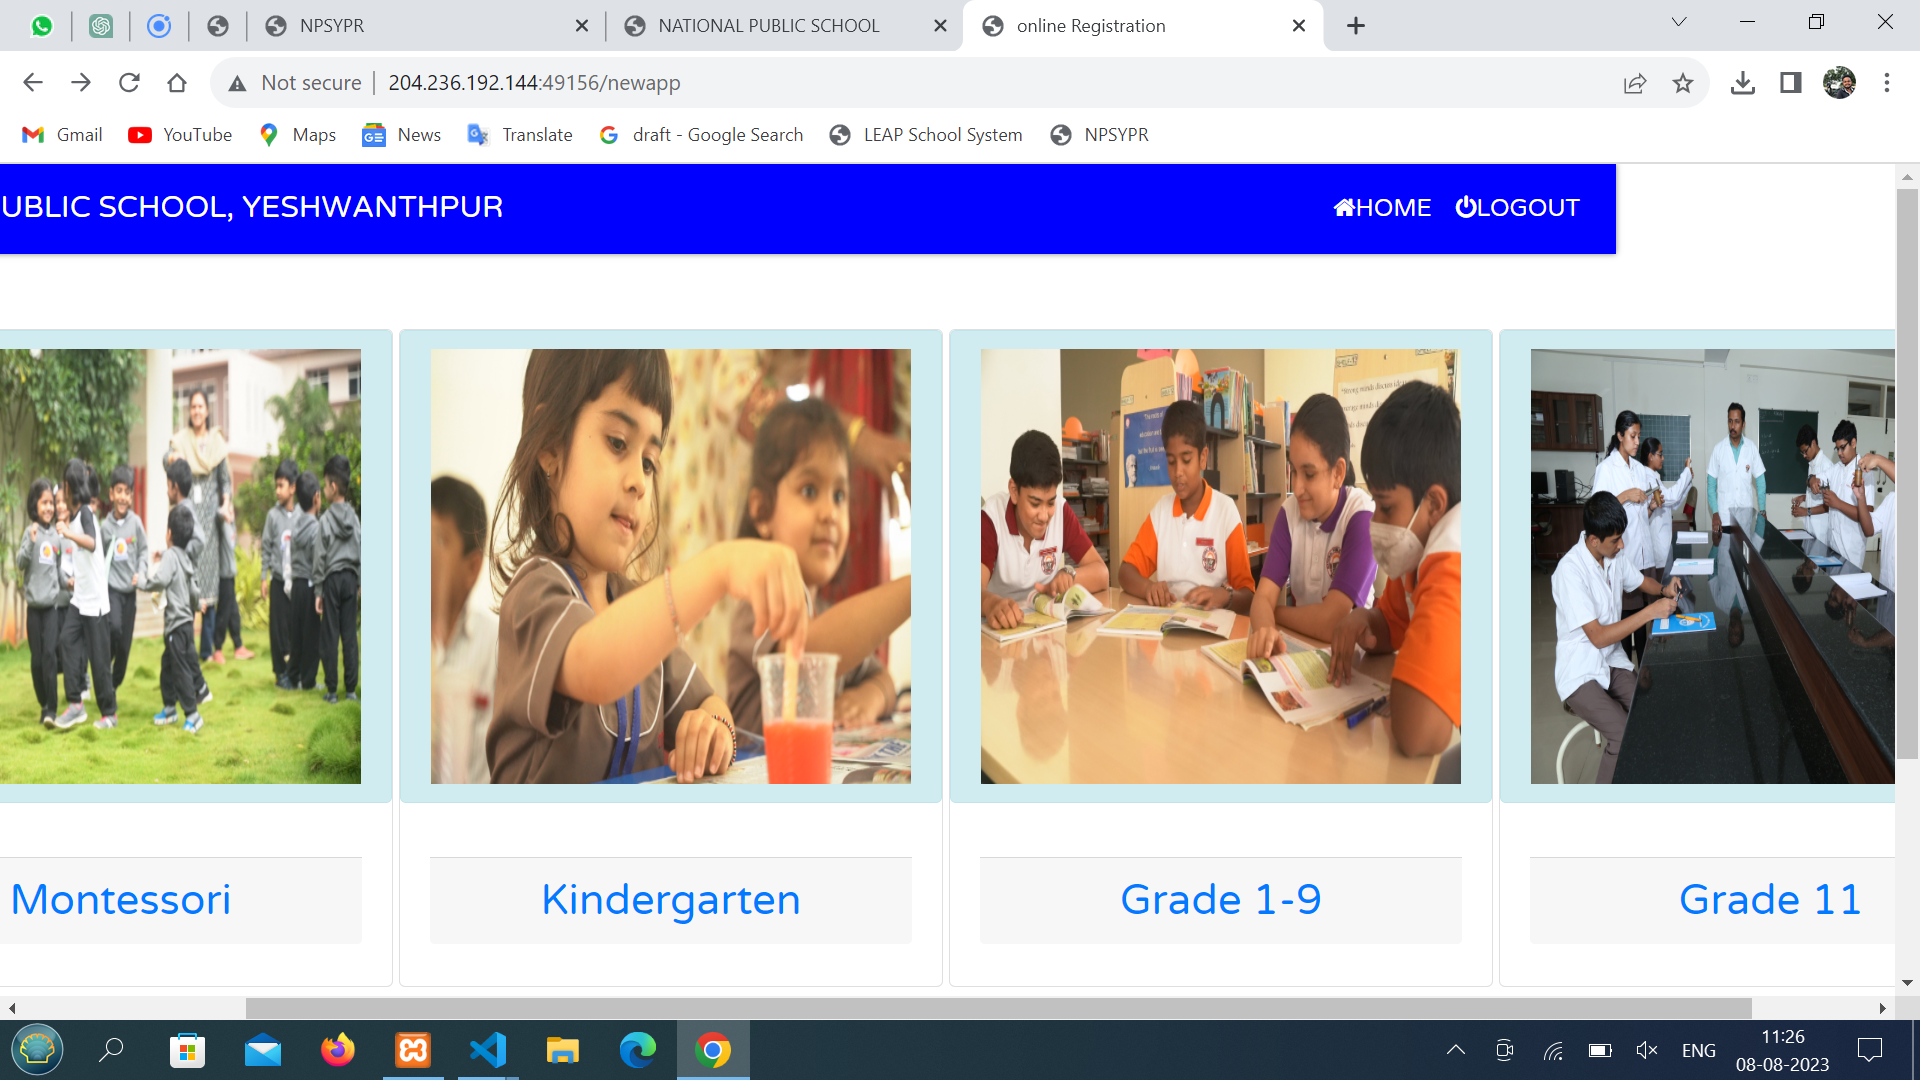 NPSYPR
NATIONAL PUBLIC SCHOOL
online Registration
Not secure
204.236.192.144:49156/newapp
Gmail
YouTube
Maps
News
Translate
draft - Google Search
LEAP School System
NPSYPR
UBLIC SCHOOL, YESHWANTHPUR
HOME
LOGOUT
Montessori
Kindergarten
Grade 1-9
Grade 11
ENG
11:26
08-08-2023